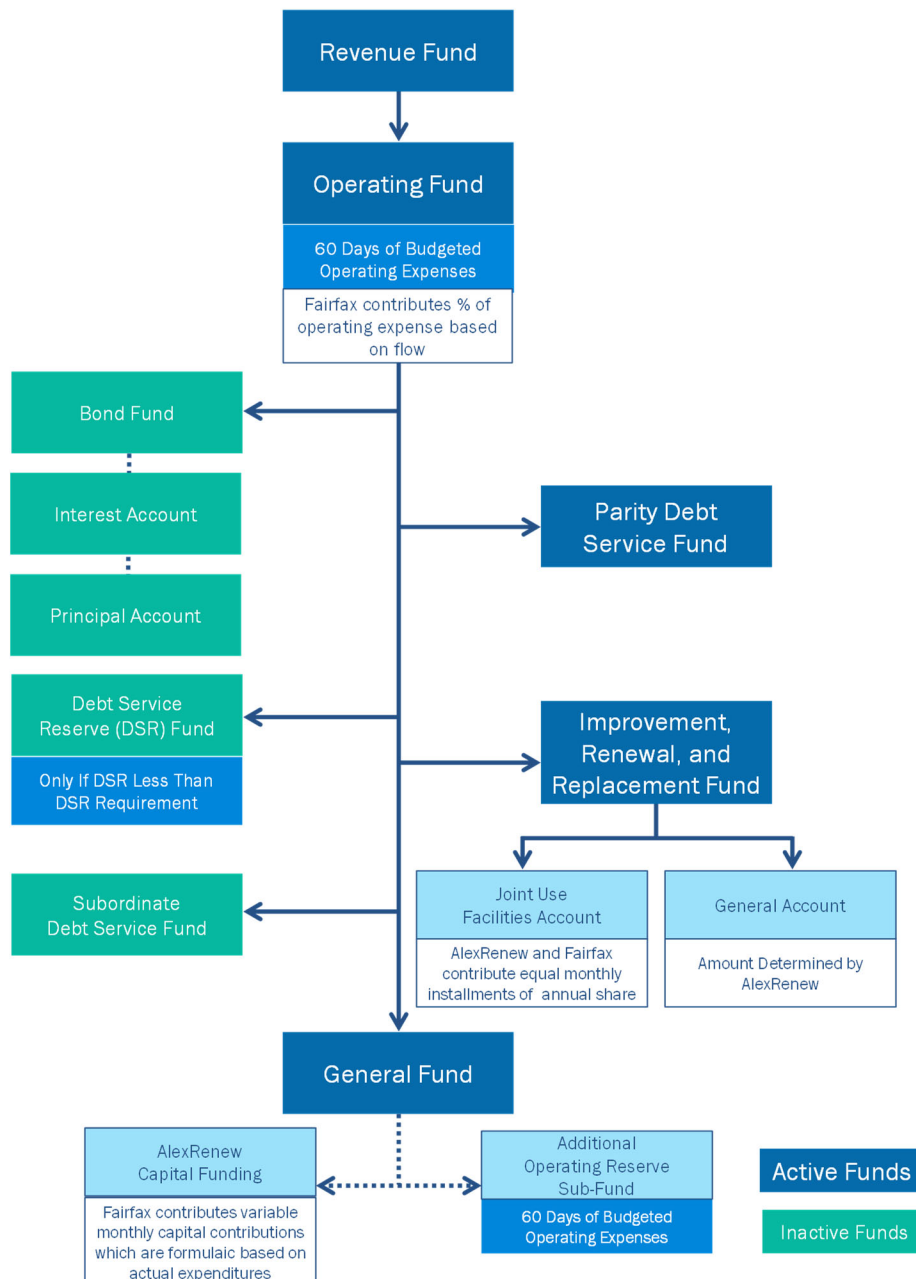 Revenue Fund
Operating Fund
60 Days of Budgeted
Operating Expenses
Fairfax contributes % of
operating expense based
on flow
Bond Fund
Interest Account
Parity Debt
Service Fund
Principal Account
Debt Service
Reserve (DSR) Fund
Only If DSR Less Than
DSR Requirement
Improvement,
Renewal, and
Replacement Fund
Subordinate
Debt Service Fund
Joint Use
Facilities Account
AlexRenew and Fairfax
contribute equal monthly
installments of annual share
General Account
Amount Determined by
AlexRenew
General Fund
AlexRenew
Capital Funding
Fairfax contributes variable
monthly capital contributions
which are formulaic based on
actual expenditures
Additional
Operating Reserve
Sub-Fund
60 Days of Budgeted
Operating Expenses
Active Funds
Inactive Funds